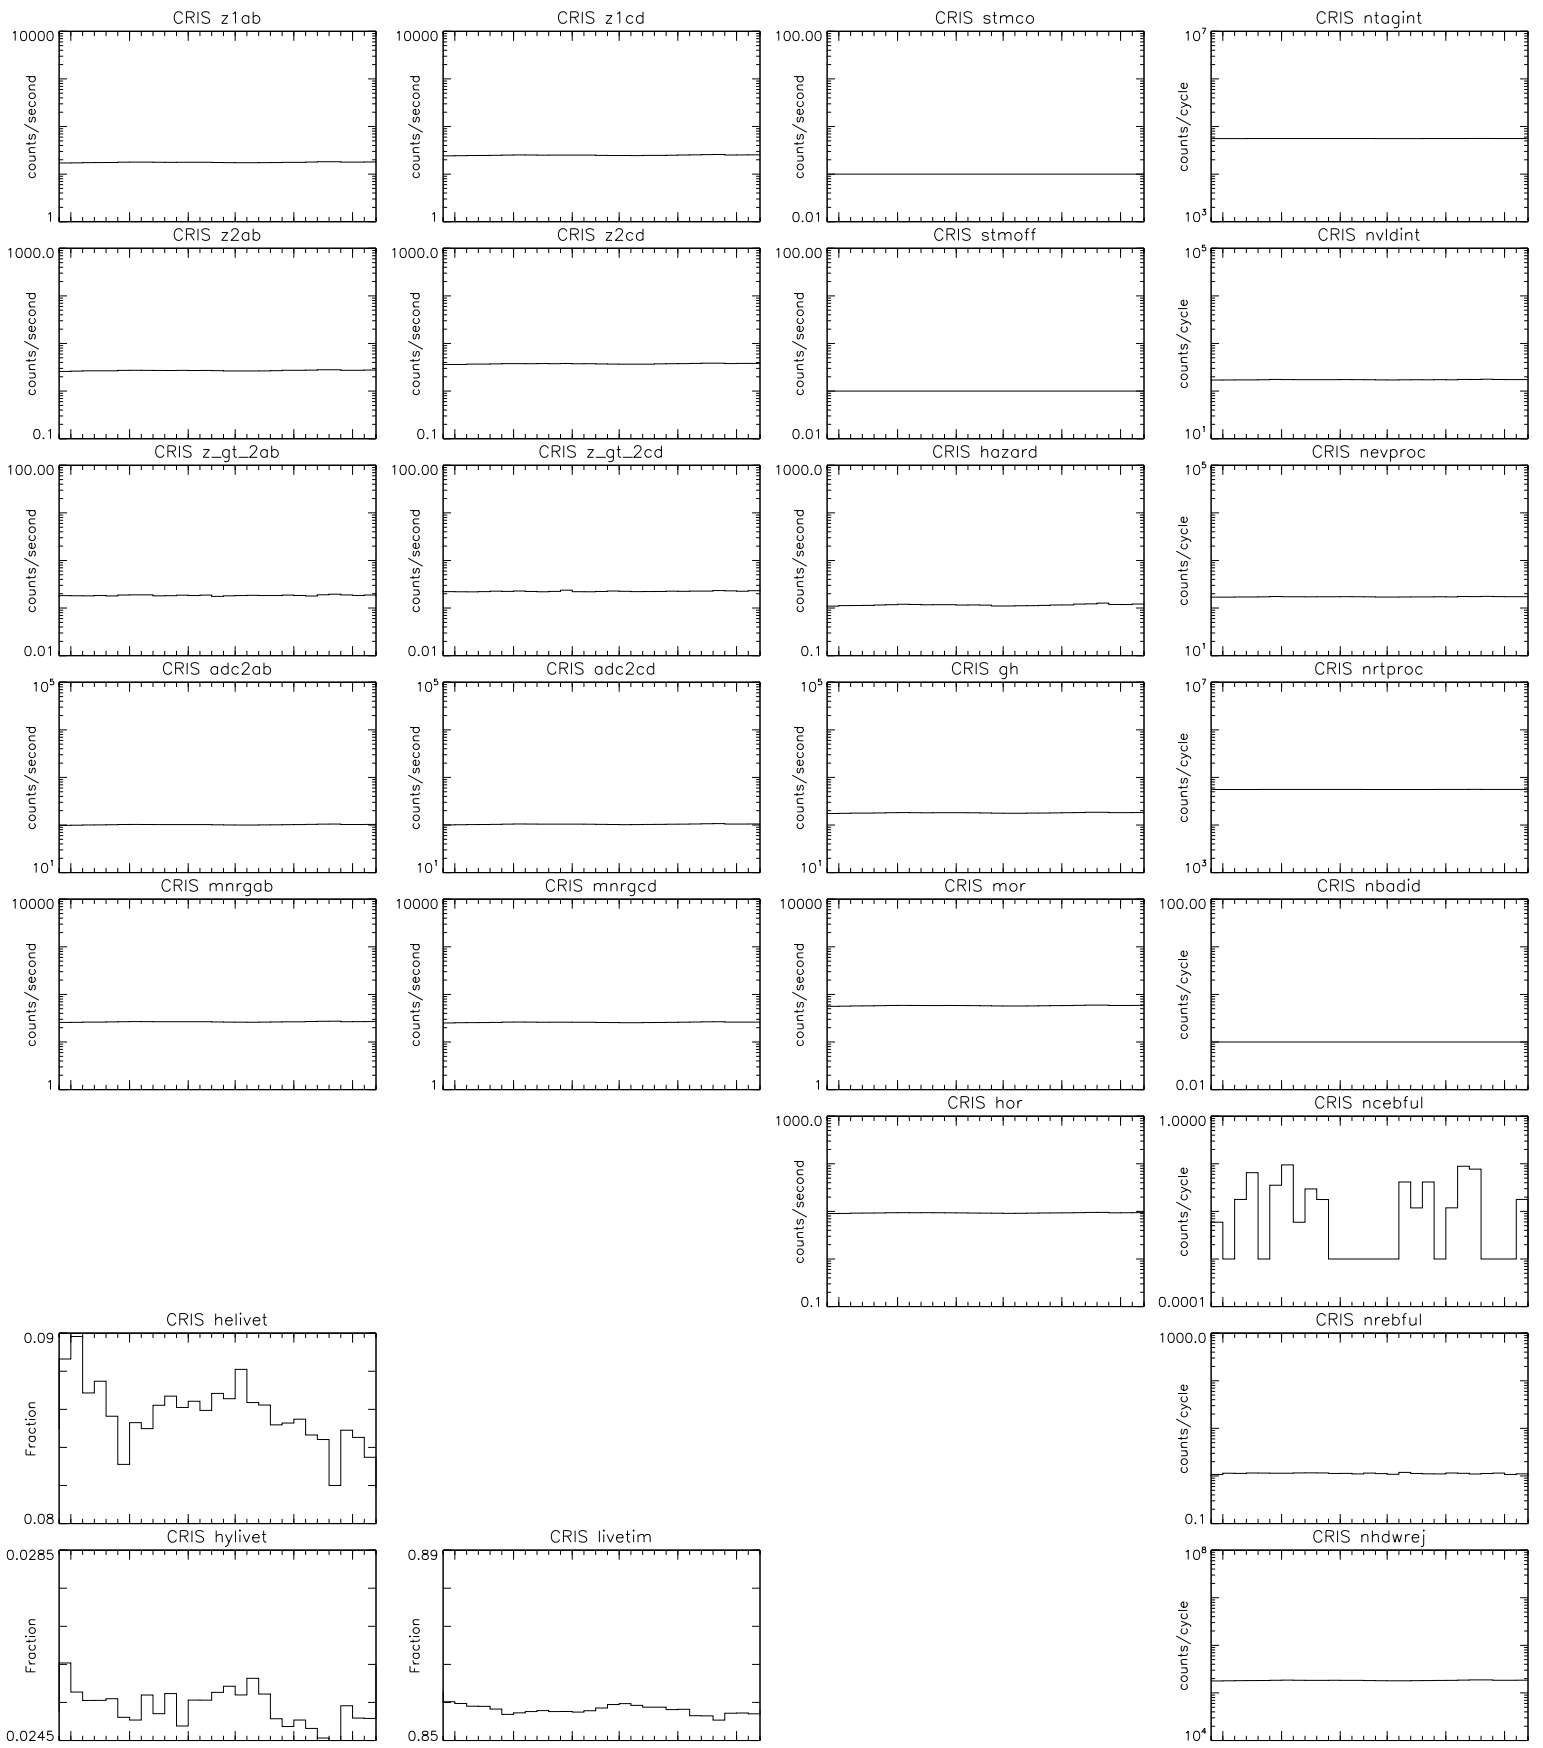 CRIS z1ab
10000
counts/second
1
CRIS z1cd
10000
counts/second
1
CRIS stmco
100.00
counts/second
0.01
CRIS ntagint
10^7
counts/cycle
10^3
CRIS z2ab
1000.0
counts/second
0.1
CRIS z2cd
1000.0
counts/second
0.1
CRIS stmoff
100.00
counts/second
0.01
CRIS nvldint
10^5
counts/cycle
10^1
CRIS z_gt_2ab
100.00
counts/second
0.01
CRIS z_gt_2cd
100.00
counts/second
0.01
CRIS hazard
1000.0
counts/second
0.1
CRIS nevproc
10^5
counts/cycle
10^1
CRIS adc2ab
10^5
counts/second
10^1
CRIS adc2cd
10^5
counts/second
10^1
CRIS gh
10^5
counts/second
10^1
CRIS nrtproc
10^7
counts/cycle
10^3
CRIS mnrgab
10000
counts/second
1
CRIS mnrgcd
10000
counts/second
1
CRIS mor
10000
counts/second
1
CRIS nbadid
100.00
counts/cycle
0.01
CRIS hor
1000.0
counts/second
0.1
CRIS ncebful
1.0000
counts/cycle
0.0001
CRIS helivet
0.09
Fraction
0.08
CRIS nrebful
1000.0
counts/cycle
0.1
CRIS hylivet
0.0285
Fraction
0.0245
CRIS livetim
0.89
Fraction
0.85
CRIS nhdwrej
10^8
counts/cycle
10^4